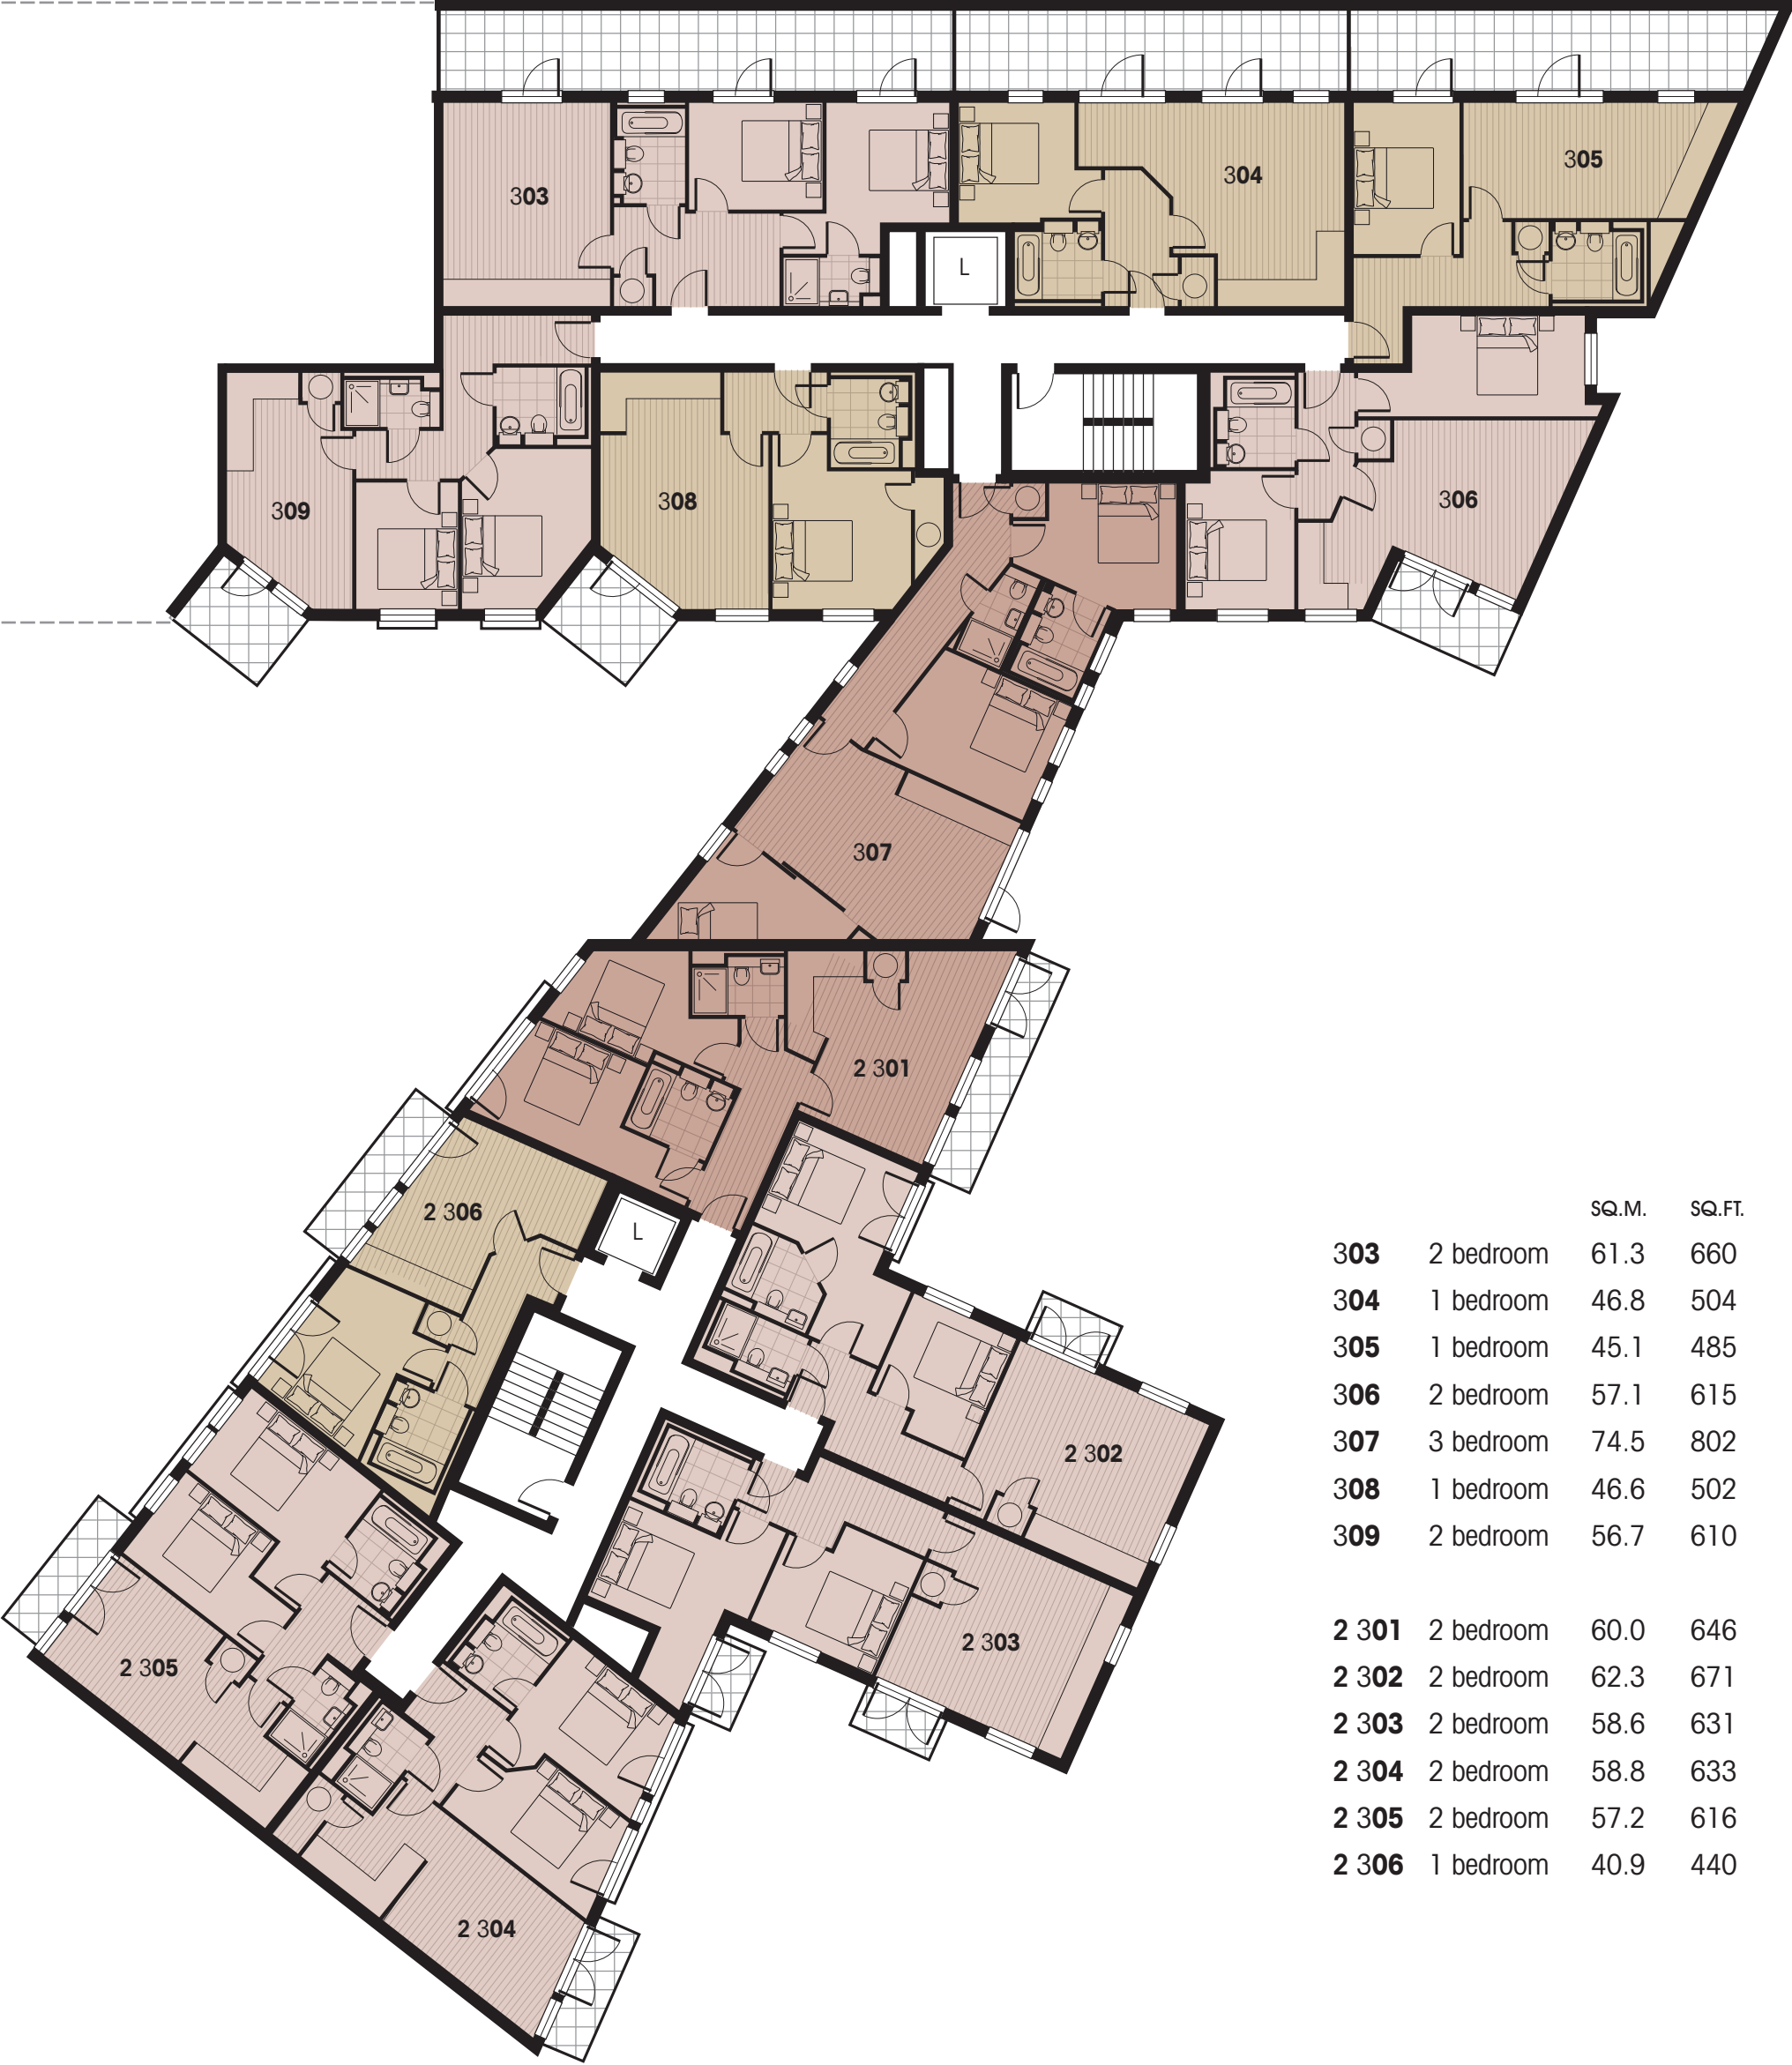 303
304
305
L
309
308
306
307
2 301
2 306
L
2 302
2 303
2 305
2 304
SQ.M. SQ.FT.
303 2 bedroom 61.3 660
304 1 bedroom 46.8 504
305 1 bedroom 45.1 485
306 2 bedroom 57.1 615
307 3 bedroom 74.5 802
308 1 bedroom 46.6 502
309 2 bedroom 56.7 610
2 301 2 bedroom 60.0 646
2 302 2 bedroom 62.3 671
2 303 2 bedroom 58.6 631
2 304 2 bedroom 58.8 633
2 305 2 bedroom 57.2 616
2 306 1 bedroom 40.9 440